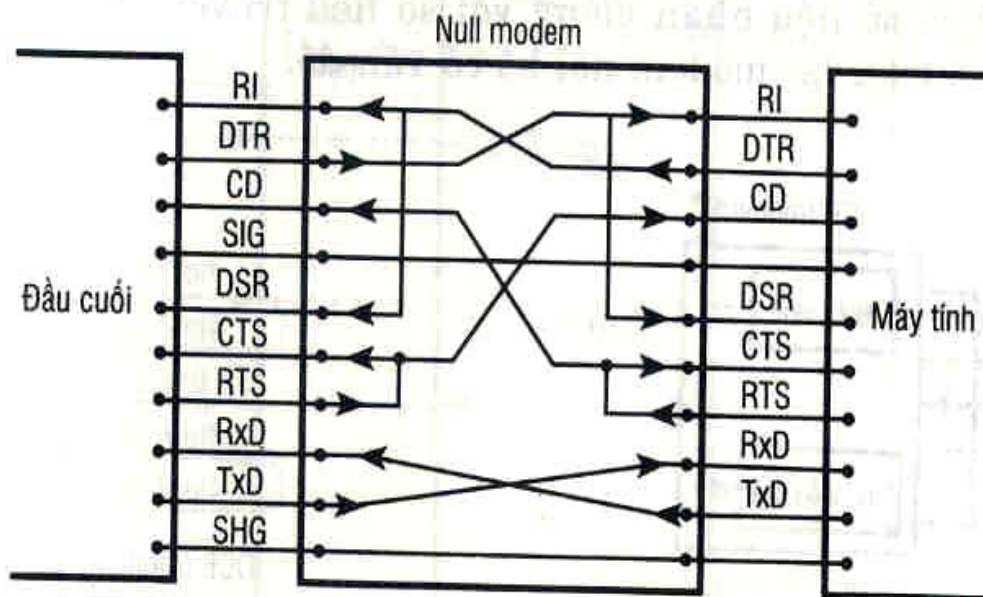 Null modem
RI
DTR
CD
SIG
DSR
CTS
RTS
RxD
TxD
SHG
Đầu cuối
RI
DTR
CD
DSR
CTS
RTS
RxD
TxD
Máy tính